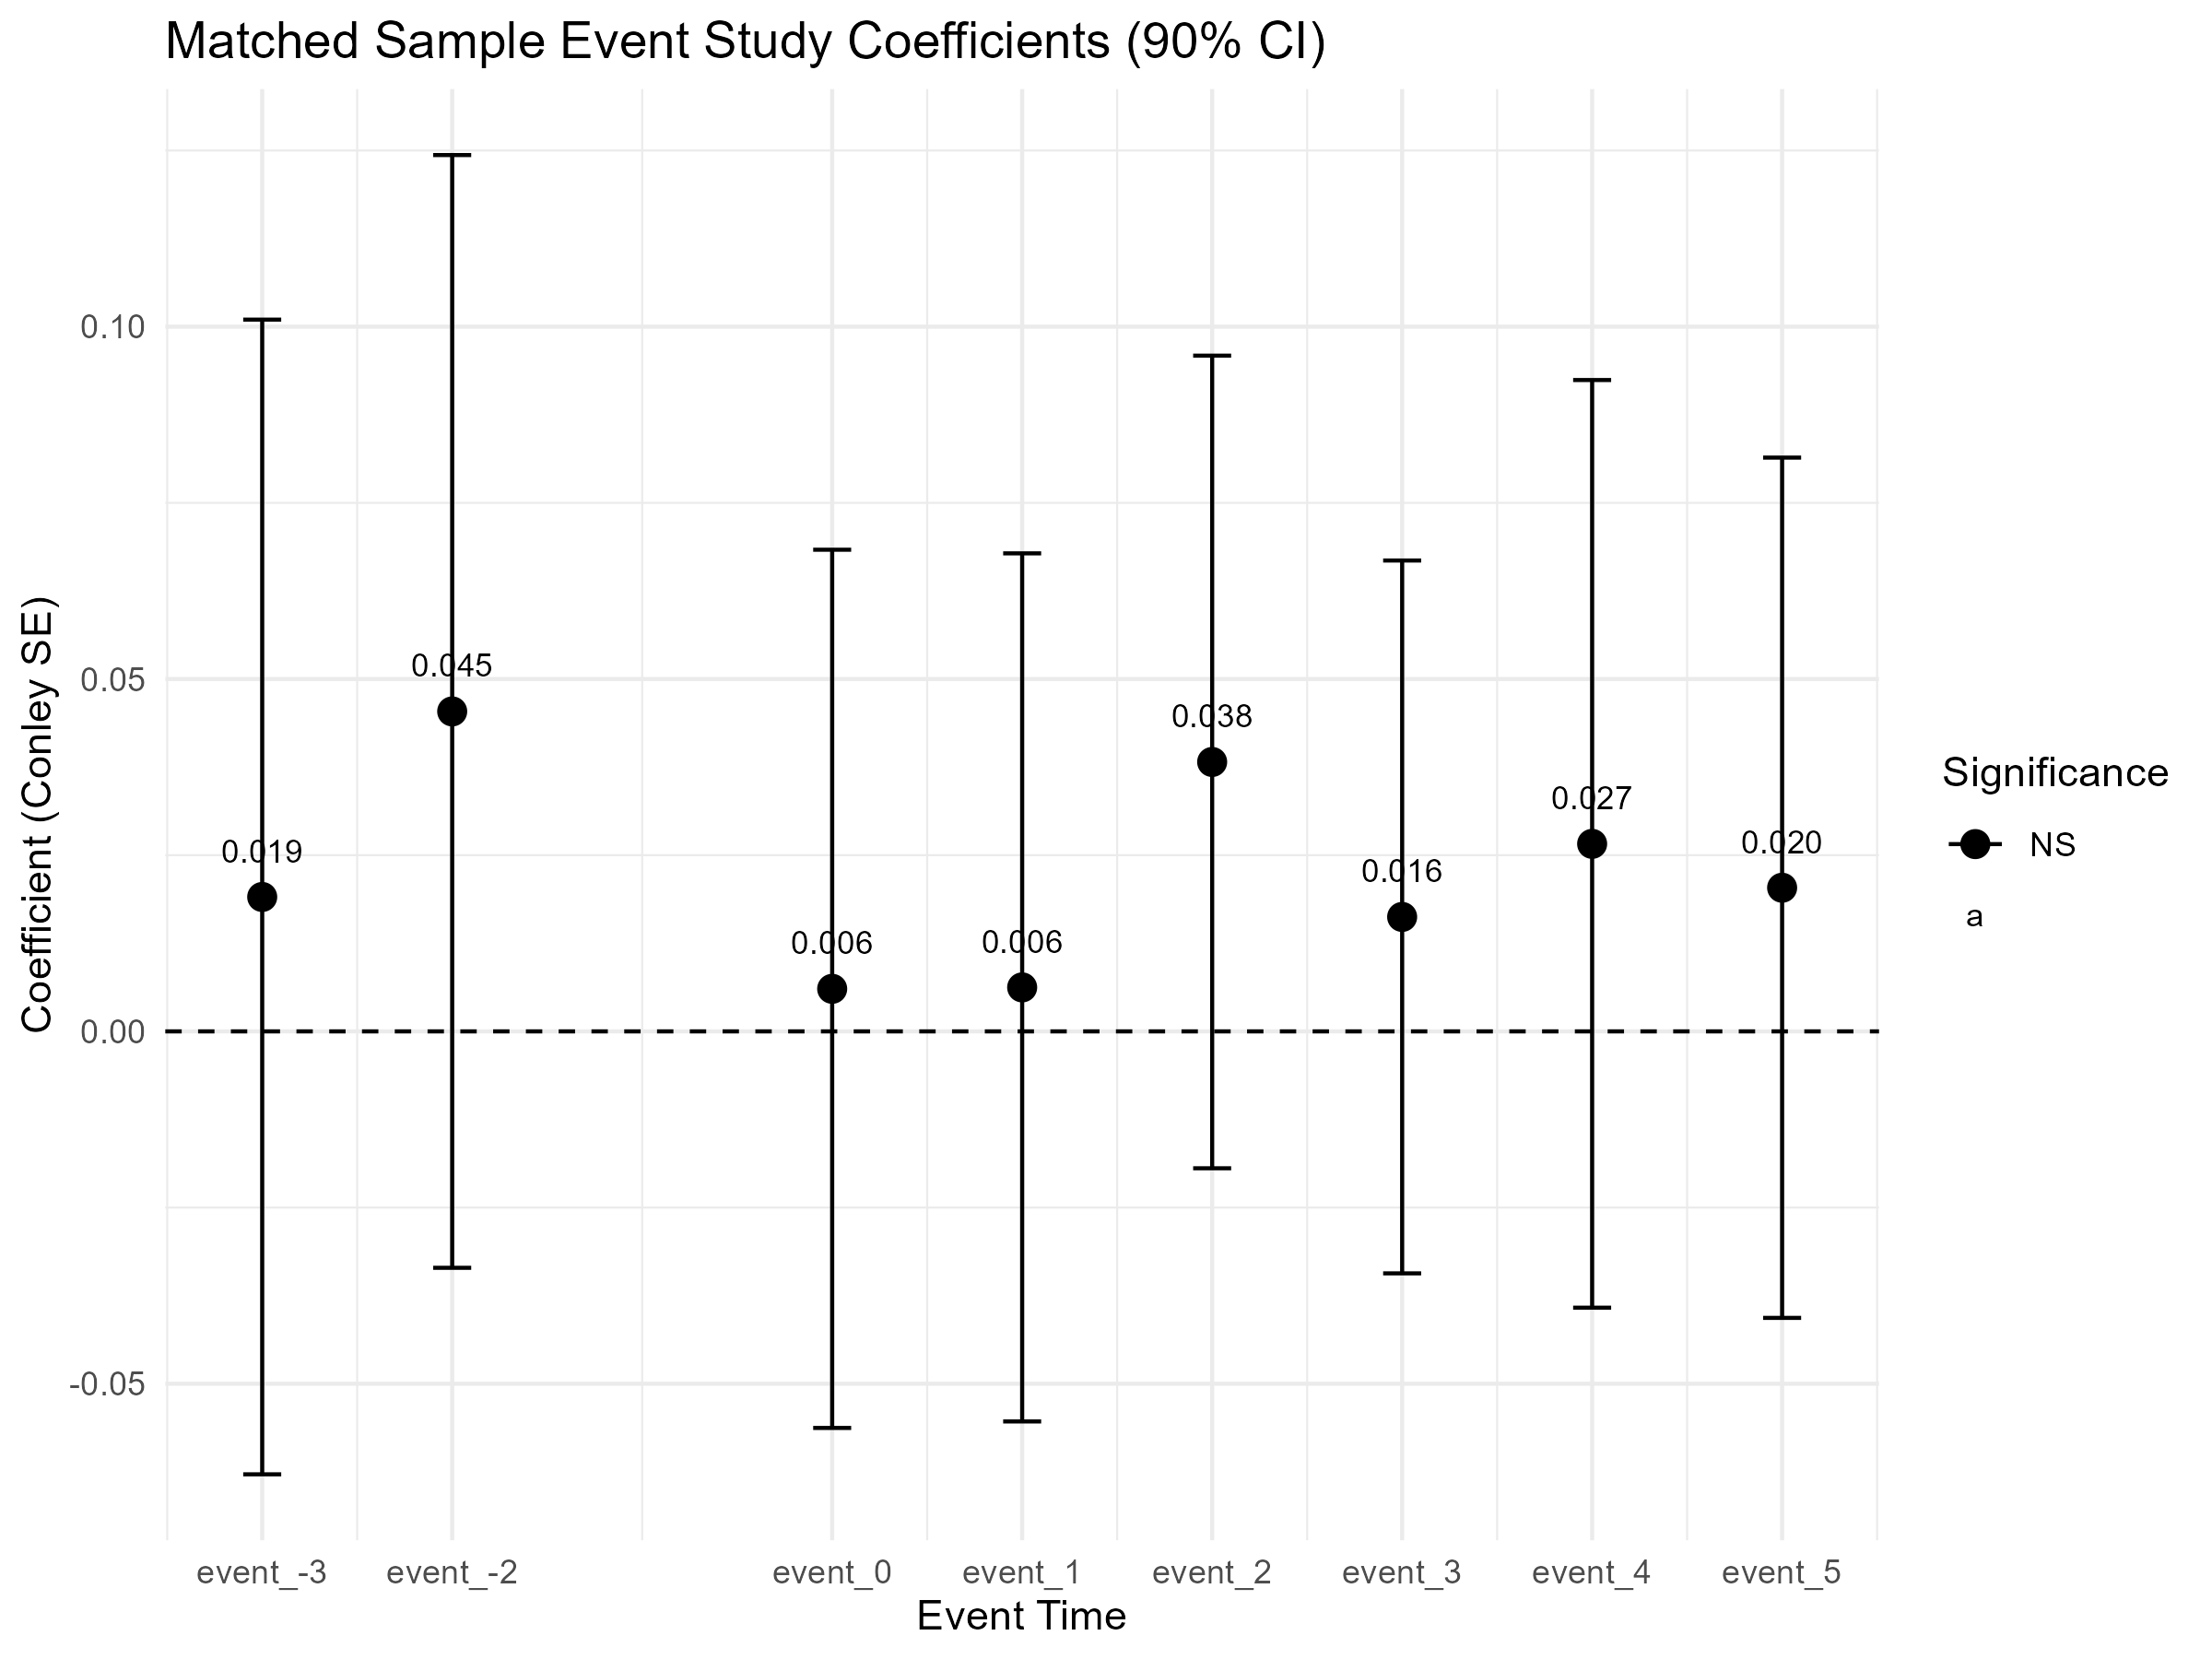 Matched Sample Event Study Coefficients (90% CI)
Coefficient (Conley SE)
0.10
0.05
0.00
-0.05
0.019
0.045
0.006
0.006
0.038
0.016
0.027
0.020
event_-3
event_-2
event_0
event_1
event_2
event_3
event_4
event_5
Event Time
Significance
NS
a